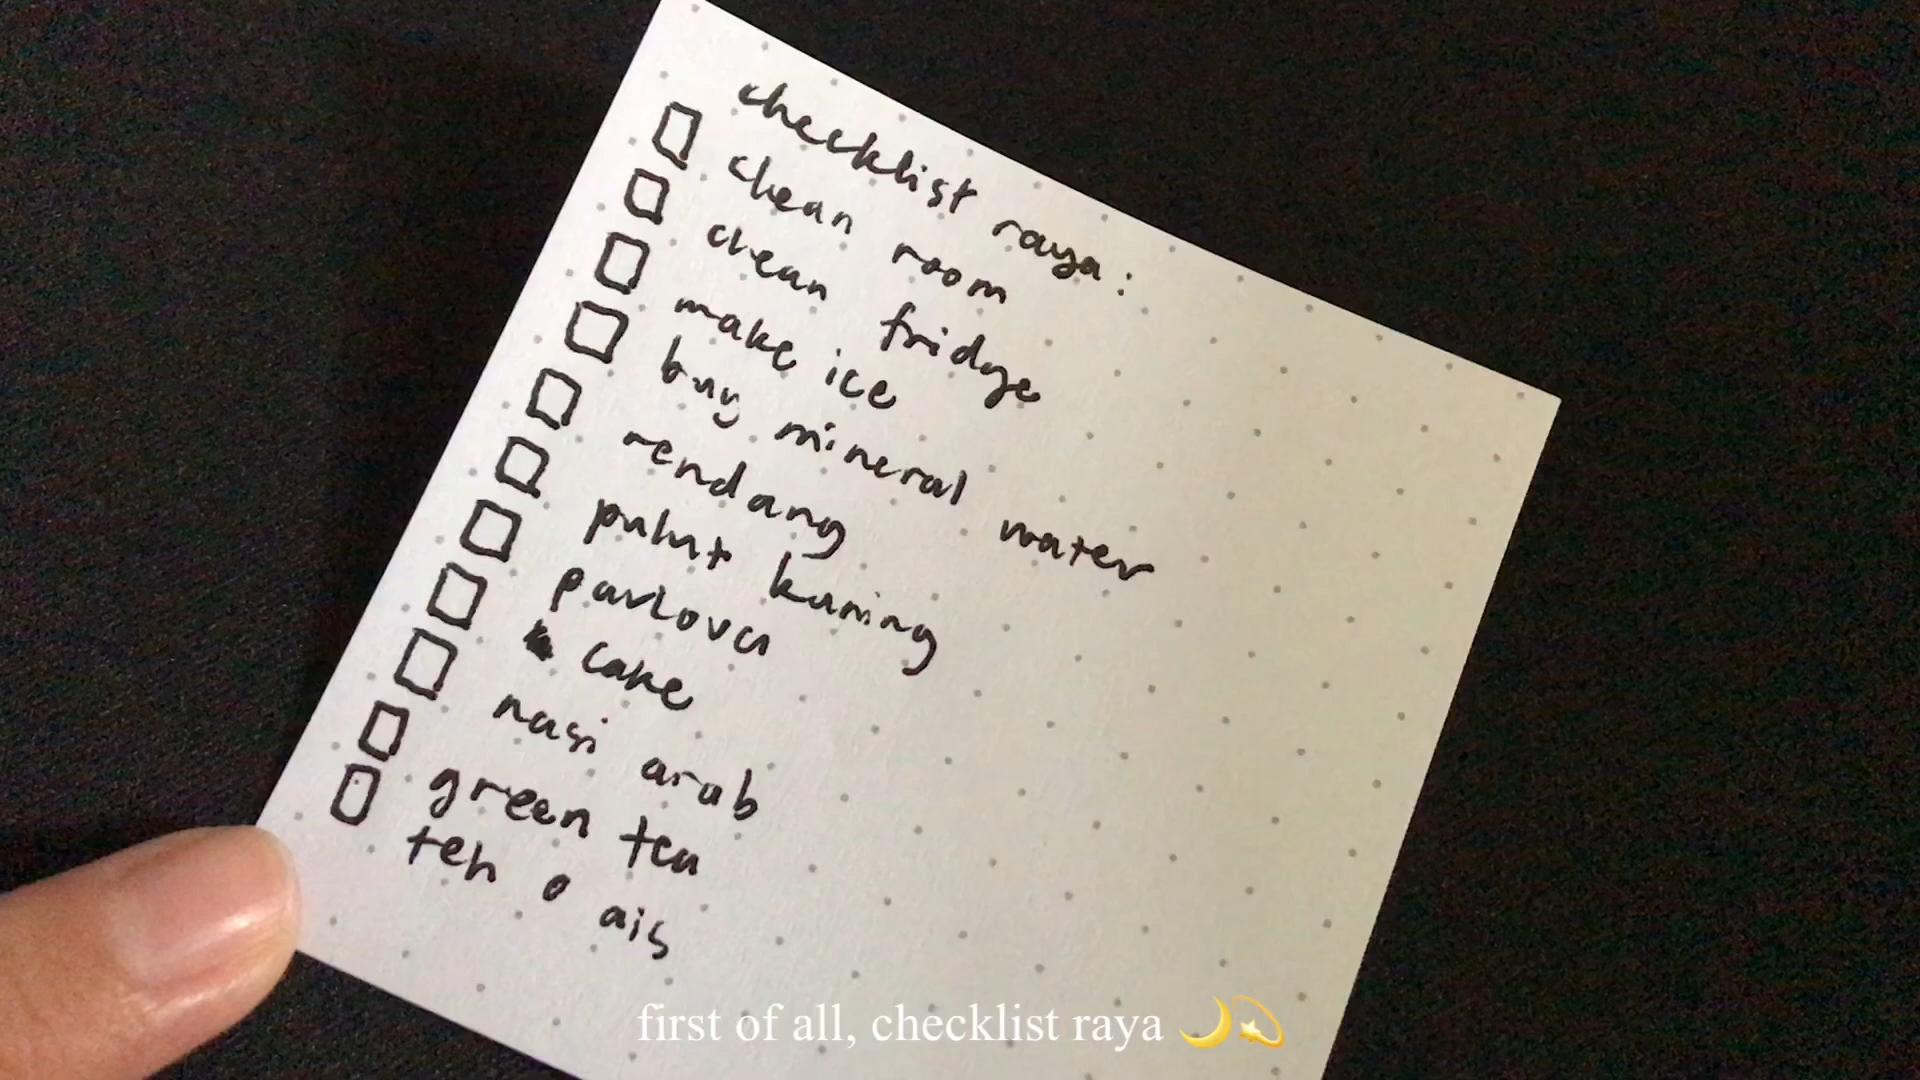 checklist raya:
clean room
clean fridge
make ice
buy mineral water
rendang
pulut kuning
pavlova
cake
nasi arab
green tea
teh o ais
first of all, checklist raya 🌙💫